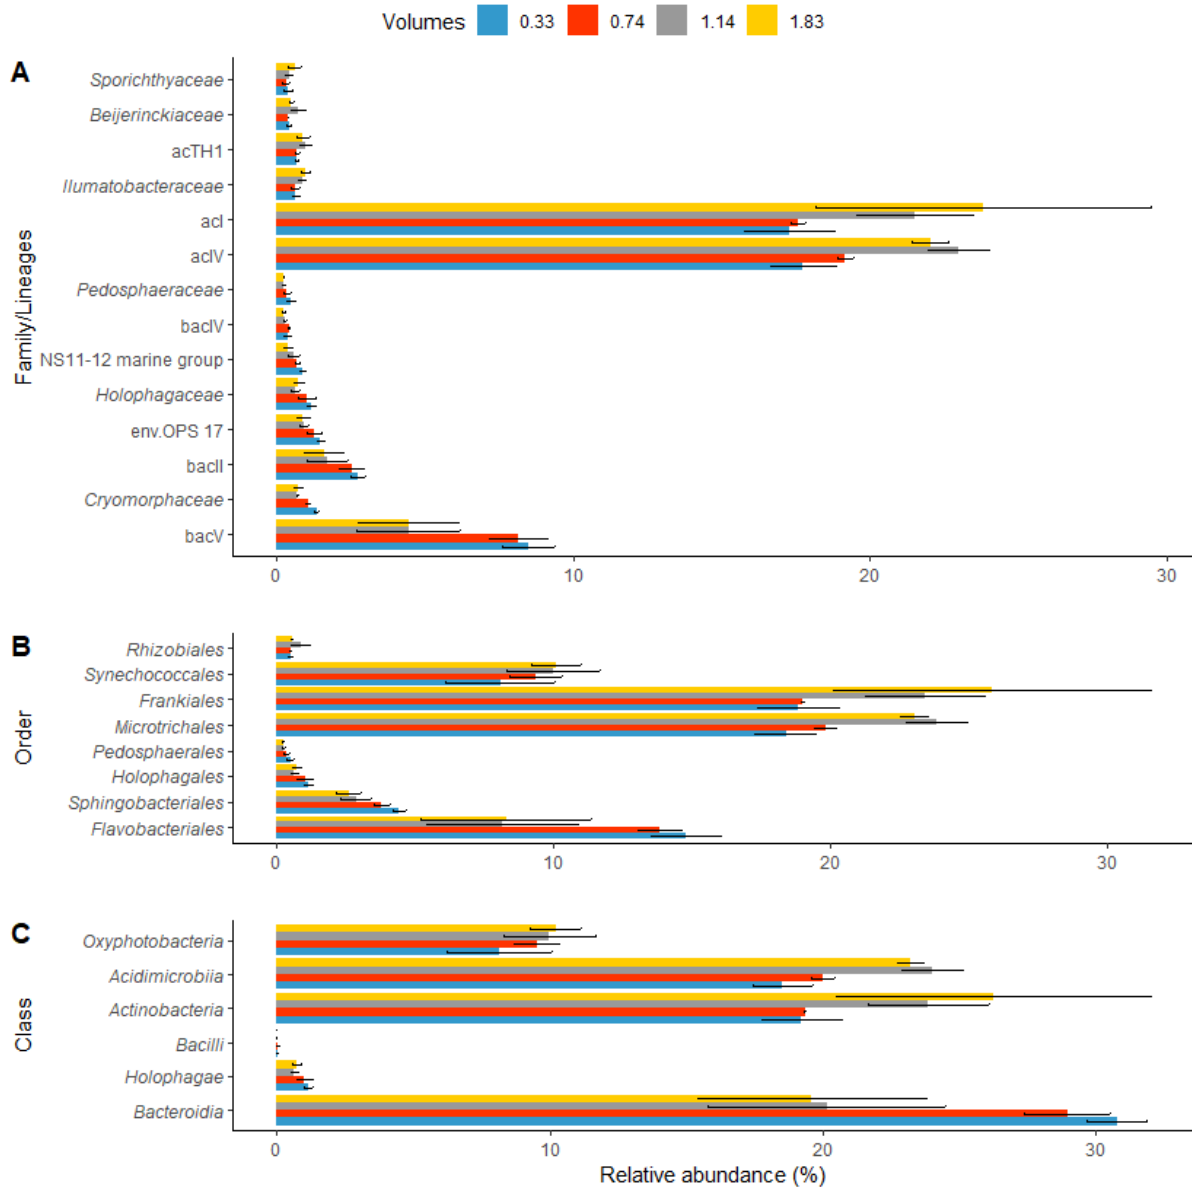 Volumes 0.33 0.74 1.14 1.83
A
Family/Lineages
Sporichthyaceae
Beijerinckiaceae
acTH1
Ilumatobacteraceae
acI
acIV
Pedosphaeraceae
bacIV
NS11-12 marine group
Holophagaceae
env.OPS 17
bacII
Cryomorphaceae
bacV
0 10 20 30
B
Order
Rhizobiales
Synechococcales
Frankiales
Microtrichales
Pedosphaerales
Holophagales
Sphingobacteriales
Flavobacteriales
0 10 20 30
C
Class
Oxyphotobacteria
Acidimicrobiia
Actinobacteria
Bacilli
Holophagae
Bacteroidia
0 10 20 30
Relative abundance (%)